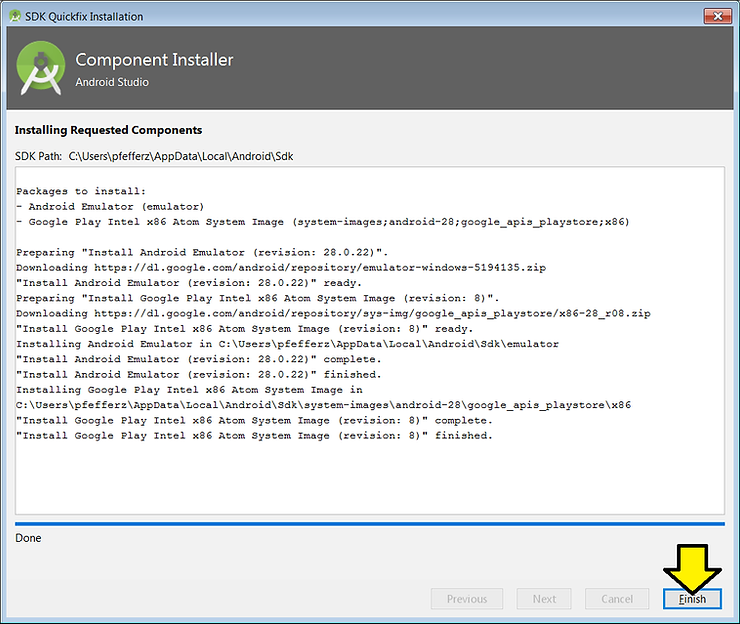 SDK Quickfix Installation
Component Installer
Android Studio
Installing Requested Components
SDK Path: C:\Users\pfefferz\AppData\Local\Android\Sdk
Packages to install:
- Android Emulator (emulator)
- Google Play Intel x86 Atom System Image (system-images;android-28;google_apis_playstore;x86)
Preparing "Install Android Emulator (revision: 28.0.22)".
Downloading https://dl.google.com/android/repository/emulator-windows-5194135.zip
"Install Android Emulator (revision: 28.0.22)" ready.
Preparing "Install Google Play Intel x86 Atom System Image (revision: 8)".
Downloading https://dl.google.com/android/repository/sys-img/google_apis_playstore/x86-28_r08.zip
"Install Google Play Intel x86 Atom System Image (revision: 8)" ready.
Installing Android Emulator in C:\Users\pfefferz\AppData\Local\Android\Sdk\emulator
"Install Android Emulator (revision: 28.0.22)" complete.
"Install Android Emulator (revision: 28.0.22)" finished.
Installing Google Play Intel x86 Atom System Image in
C:\Users\pfefferz\AppData\Local\Android\Sdk\system-images\android-28\google_apis_playstore\x86
"Install Google Play Intel x86 Atom System Image (revision: 8)" complete.
"Install Google Play Intel x86 Atom System Image (revision: 8)" finished.
Done
Previous
Next
Cancel
Finish